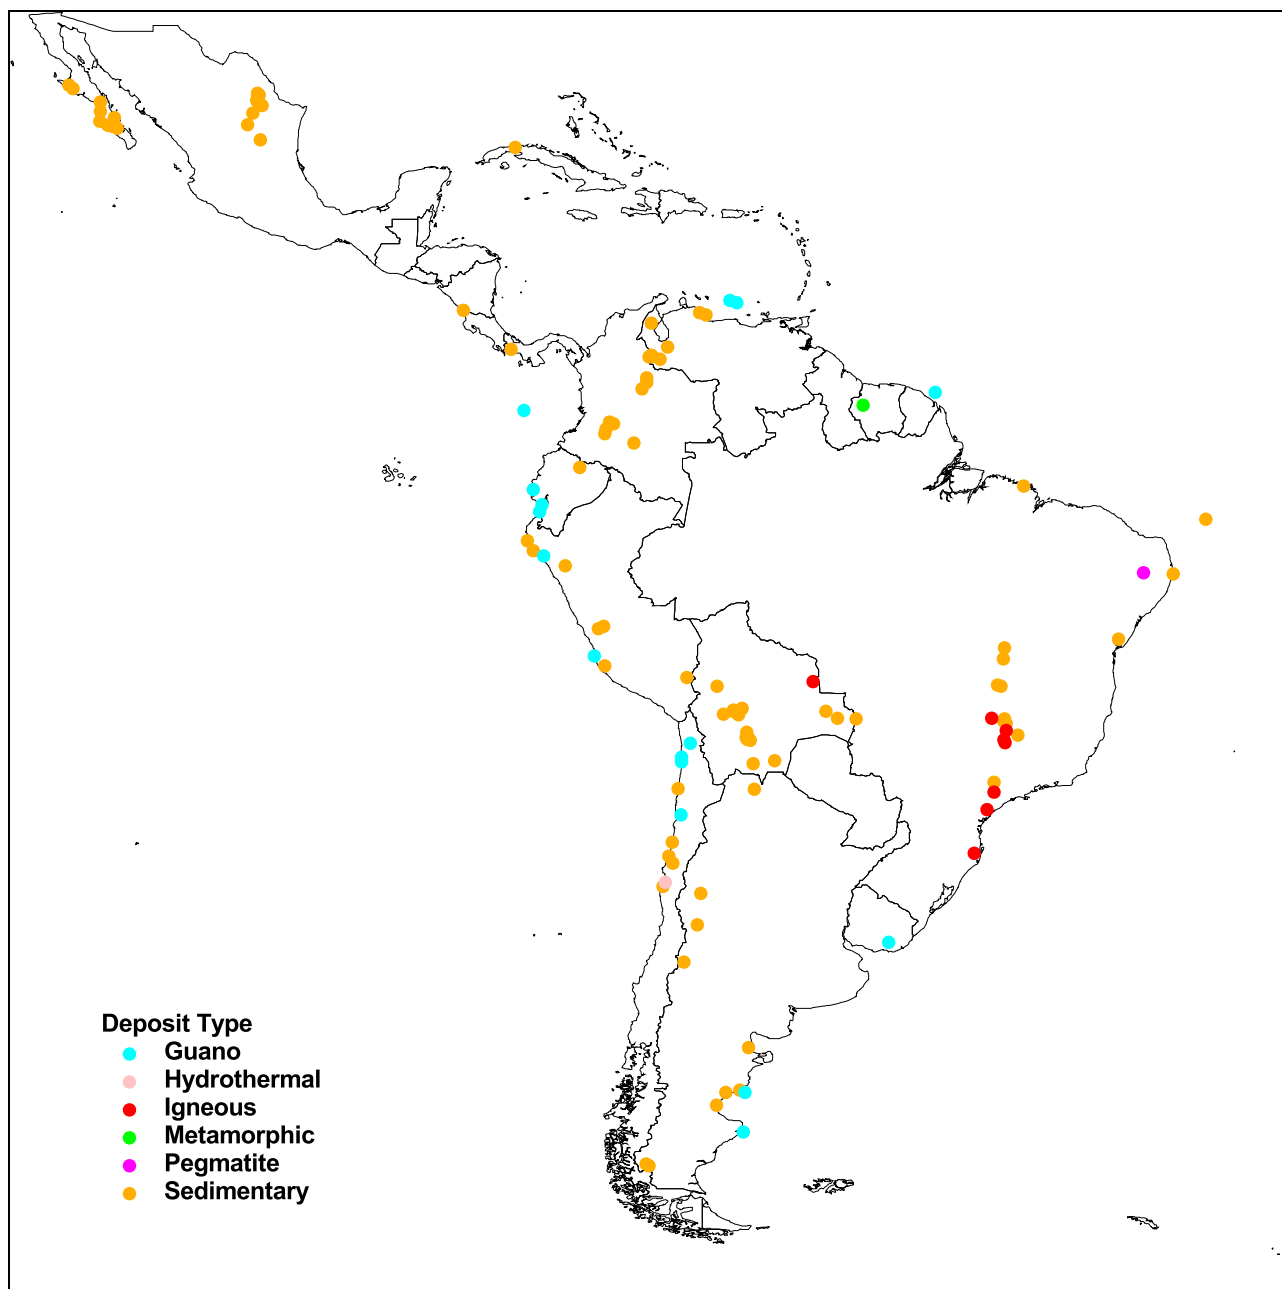 Deposit Type
Guano
Hydrothermal
Igneous
Metamorphic
Pegmatite
Sedimentary